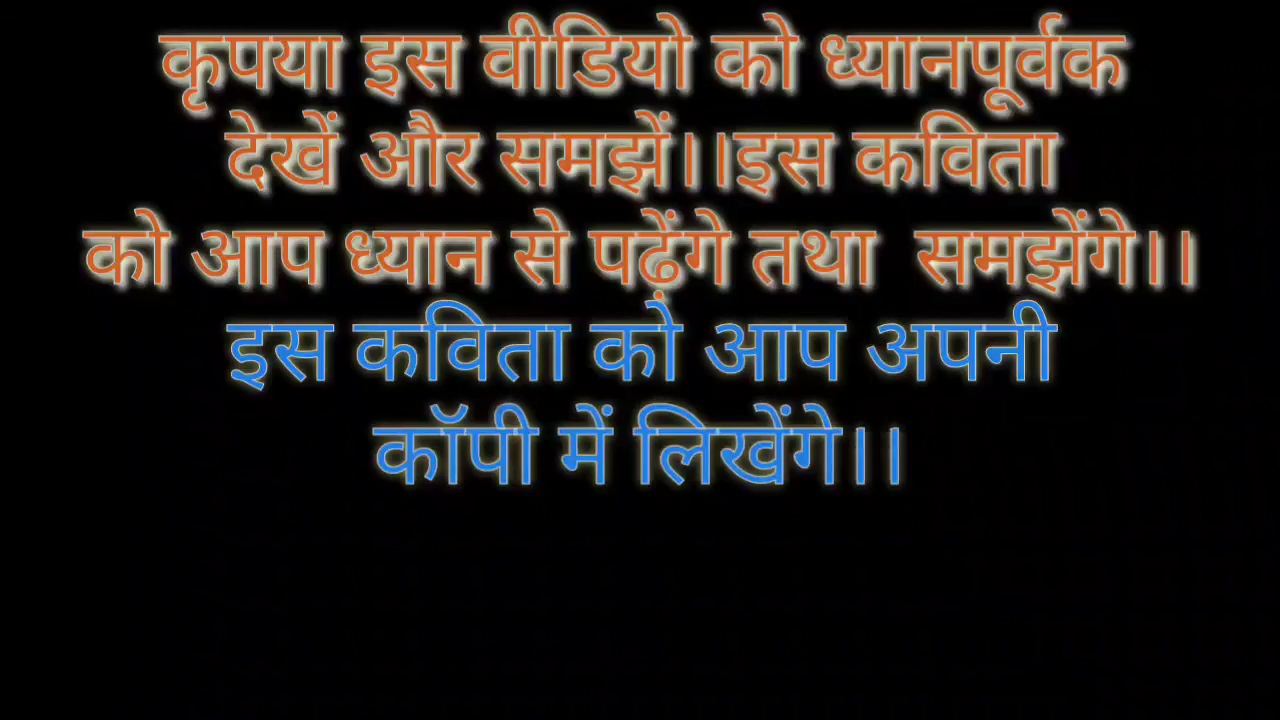 कृपया इस वीडियो को ध्यानपूर्वक
देखें और समझें।।इस कविता
को आप ध्यान से पढ़ेंगे तथा  समझेंगे।।
इस कविता को आप अपनी
कॉपी में लिखेंगे।।